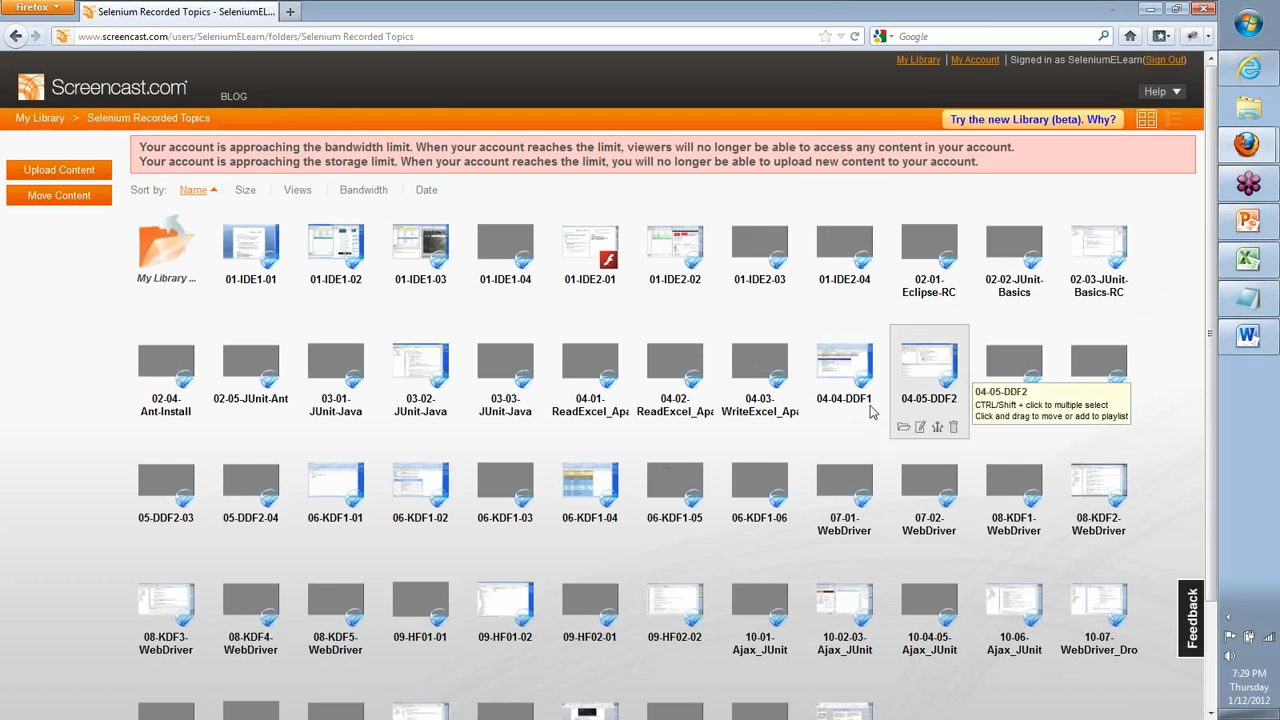 Firefox
Selenium Recorded Topics - SeleniumEL...
www.screencast.com/users/SeleniumELearn/folders/Selenium Recorded Topics
Google
My Library | My Account | Signed in as SeleniumELearn(Sign Out)
Screencast.com
BLOG
Help
My Library > Selenium Recorded Topics
Try the new Library (beta). Why?
Your account is approaching the bandwidth limit. When your account reaches the limit, viewers will no longer be able to access any content in your account.
Your account is approaching the storage limit. When your account reaches the limit, you will no longer be able to upload new content to your account.
Upload Content
Move Content
Sort by: Name | Size | Views | Bandwidth | Date
My Library ...
01-IDE1-01
01-IDE1-02
01-IDE1-03
01-IDE1-04
01-IDE2-01
01-IDE2-02
01-IDE2-03
01-IDE2-04
02-01-
Eclipse-RC
02-02-JUnit-
Basics
02-03-JUnit-
Basics-RC
02-04-
Ant-Install
02-05-JUnit-Ant
03-01-
JUnit-Java
03-02-
JUnit-Java
03-03-
JUnit-Java
04-01-
ReadExcel_Apa
04-02-
ReadExcel_Apa
04-03-
WriteExcel_Apa
04-04-DDF1
04-05-DDF2
04-05-DDF2
CTRL/Shift + click to multiple select
Click and drag to move or add to playlist
05-DDF2-03
05-DDF2-04
06-KDF1-01
06-KDF1-02
06-KDF1-03
06-KDF1-04
06-KDF1-05
06-KDF1-06
07-01-
WebDriver
07-02-
WebDriver
08-KDF1-
WebDriver
08-KDF2-
WebDriver
08-KDF3-
WebDriver
08-KDF4-
WebDriver
08-KDF5-
WebDriver
09-HF01-01
09-HF01-02
09-HF02-01
09-HF02-02
10-01-
Ajax_JUnit
10-02-03-
Ajax_JUnit
10-04-05-
Ajax_JUnit
10-06-
Ajax_JUnit
10-07-
WebDriver_Dro
Feedback
7:29 PM
Thursday
1/12/2012